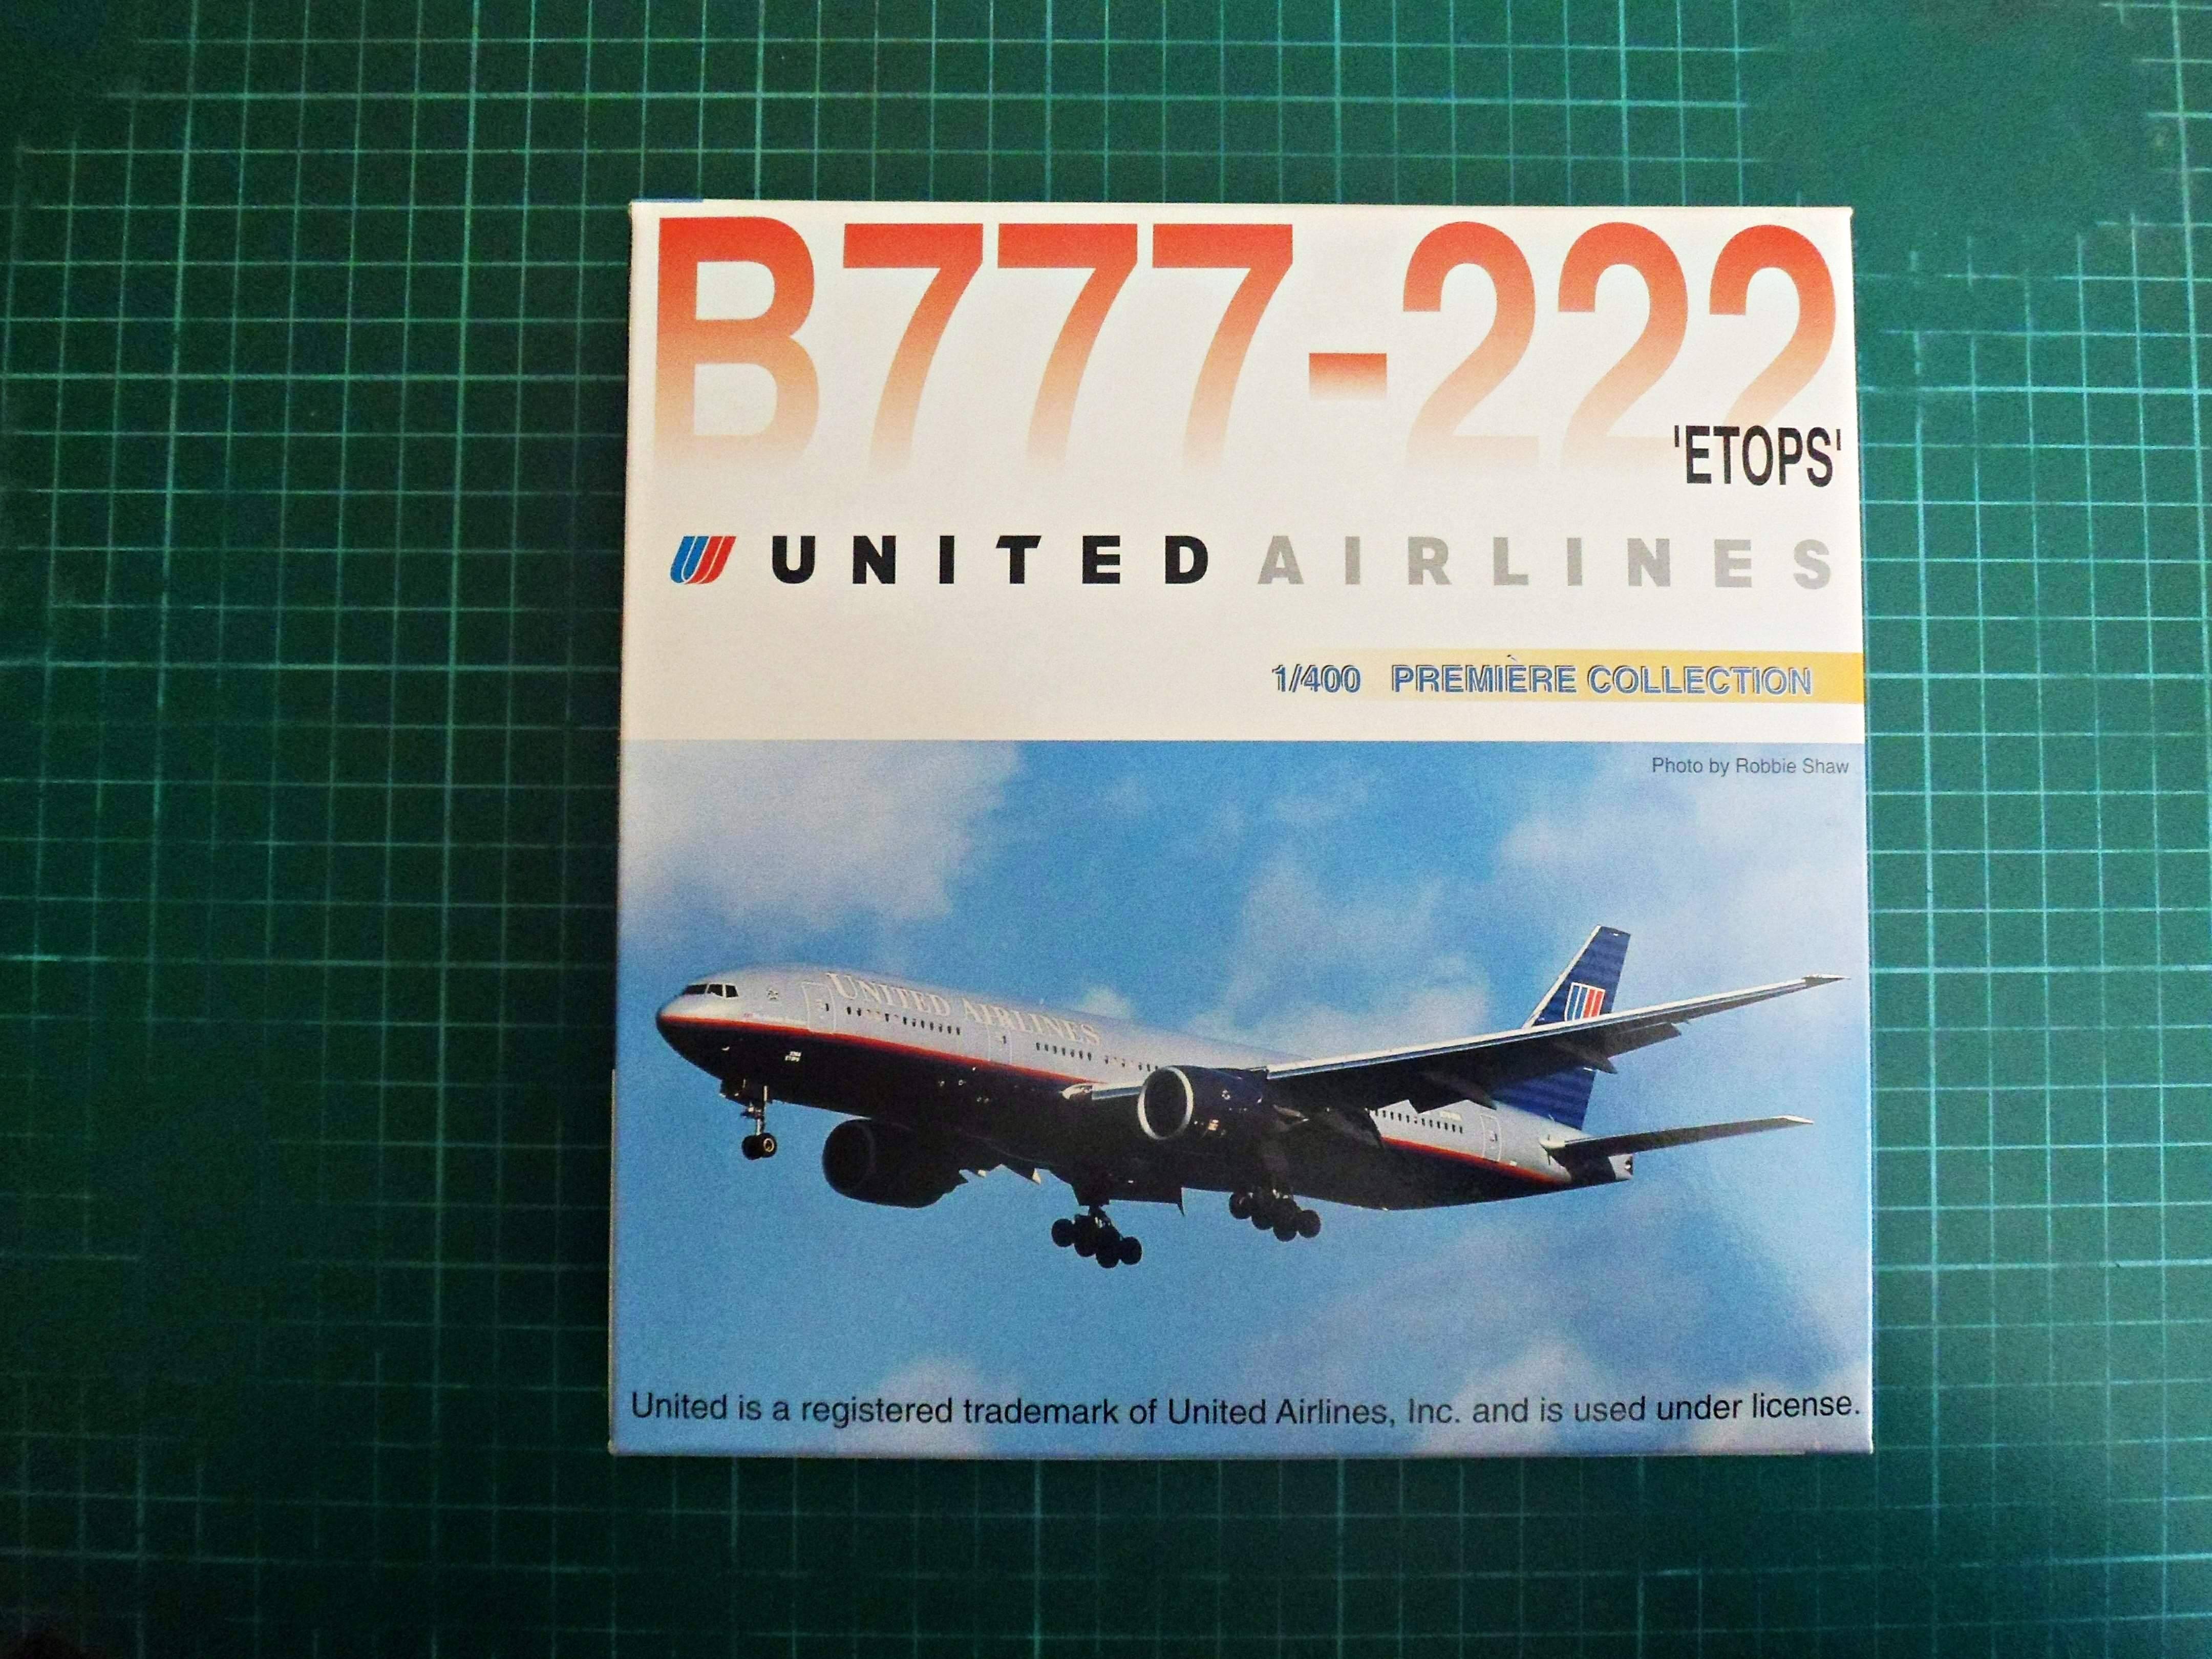 B777-222
'ETOPS'
UNITED AIRLINES
1/400 PREMIÈRE COLLECTION
Photo by Robbie Shaw
UNITED AIRLINES
United is a registered trademark of United Airlines, Inc. and is used under license.